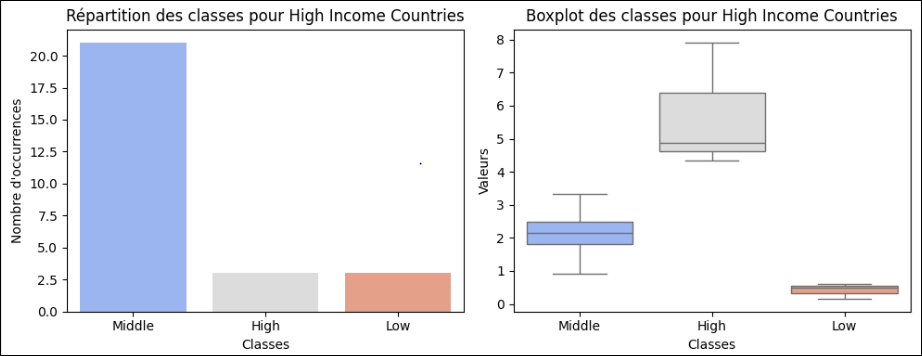 Répartition des classes pour High Income Countries
20.0
17.5
15.0
12.5
10.0
7.5
5.0
2.5
0.0
Nombre d'occurrences
Middle
High
Low
Classes
Boxplot des classes pour High Income Countries
8
7
6
5
4
3
2
1
0
Valeurs
Middle
High
Low
Classes